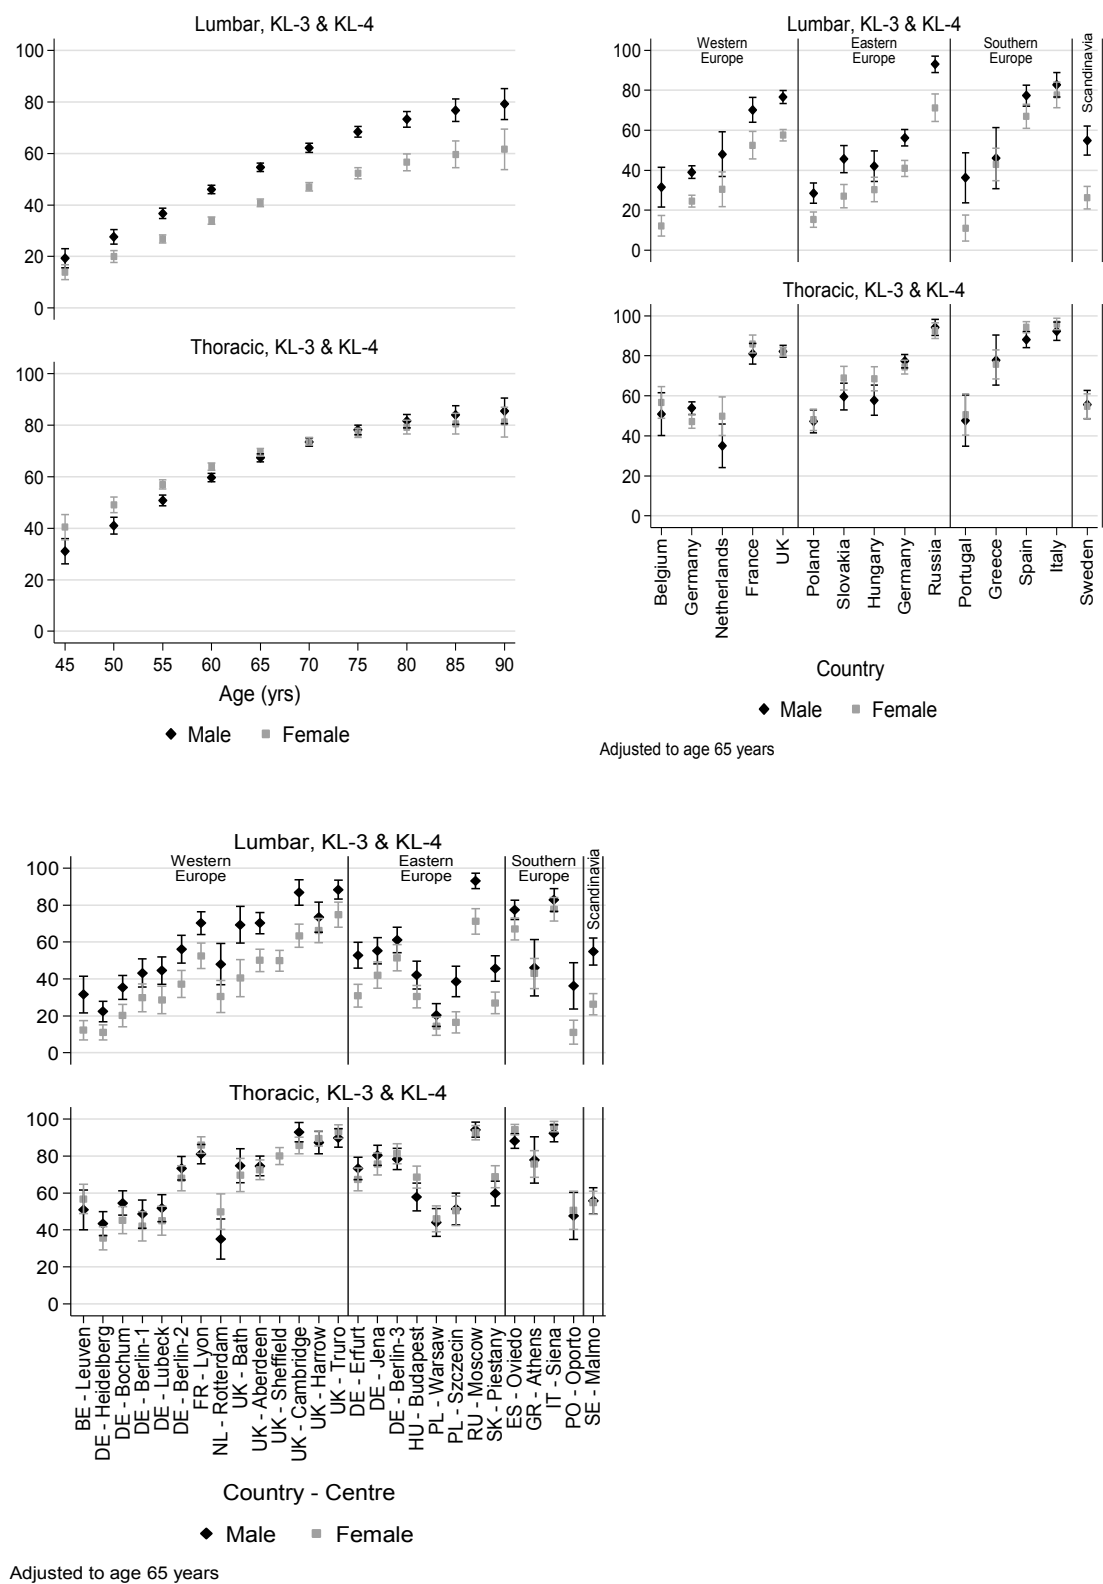 Lumbar, KL-3 & KL-4
100
80
60
40
20
0
Thoracic, KL-3 & KL-4
100
80
60
40
20
0
45 50 55 60 65 70 75 80 85 90
Age (yrs)
Male Female
Lumbar, KL-3 & KL-4
Western Europe
Eastern Europe
Southern Europe
Scandinavia
100
80
60
40
20
0
Thoracic, KL-3 & KL-4
100
80
60
40
20
0
Belgium
Germany
Netherlands
France
UK
Poland
Slovakia
Hungary
Germany
Russia
Portugal
Greece
Spain
Italy
Sweden
Country
Male Female
Adjusted to age 65 years
Lumbar, KL-3 & KL-4
Western Europe
Eastern Europe
Southern Europe
Scandinavia
100
80
60
40
20
0
Thoracic, KL-3 & KL-4
100
80
60
40
20
0
BE - Leuven
DE - Heidelberg
DE - Bochum
DE - Berlin-1
DE - Lubeck
DE - Berlin-2
FR - Lyon
NL - Rotterdam
UK - Bath
UK - Aberdeen
UK - Sheffield
UK - Cambridge
UK - Harrow
UK - Truro
DE - Erfurt
DE - Jena
DE - Berlin-3
HU - Budapest
PL - Warsaw
PL - Szczecin
RU - Moscow
SK - Piestany
ES - Oviedo
GR - Athens
IT - Siena
PO - Oporto
SE - Malmo
Country - Centre
Male Female
Adjusted to age 65 years